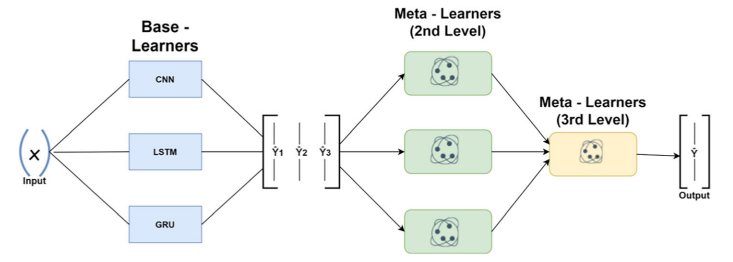 Base -
Learners
Meta - Learners
(2nd Level)
Meta - Learners
(3rd Level)
CNN
LSTM
GRU
x
Input
Ŷ1 Ŷ2 Ŷ3
Ŷ
Output